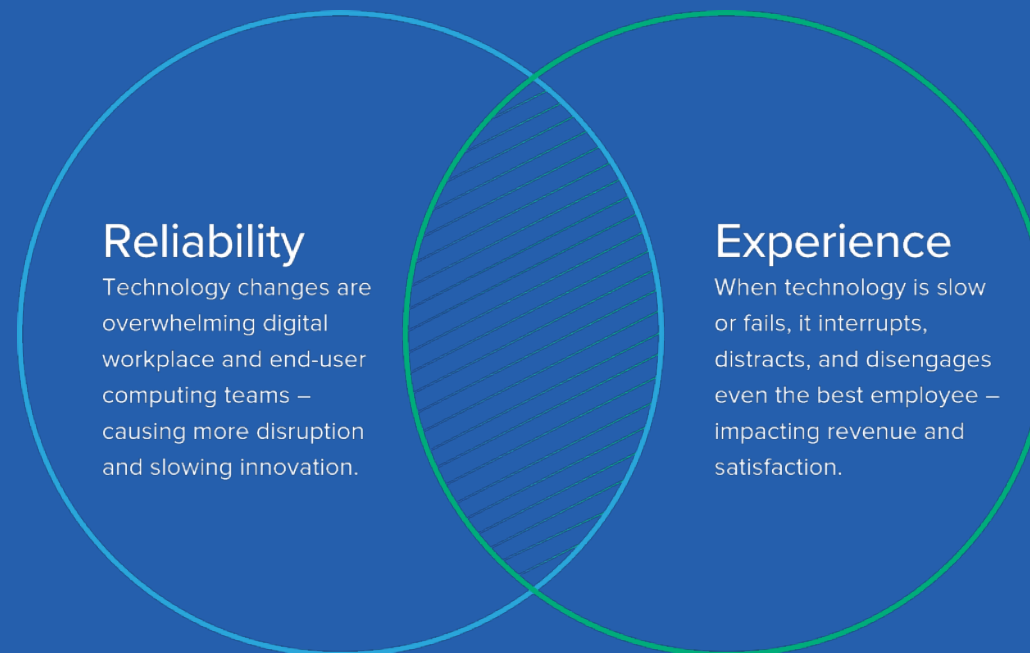 Reliability
Technology changes are
overwhelming digital
workplace and end-user
computing teams –
causing more disruption
and slowing innovation.
Experience
When technology is slow
or fails, it interrupts,
distracts, and disengages
even the best employee –
impacting revenue and
satisfaction.